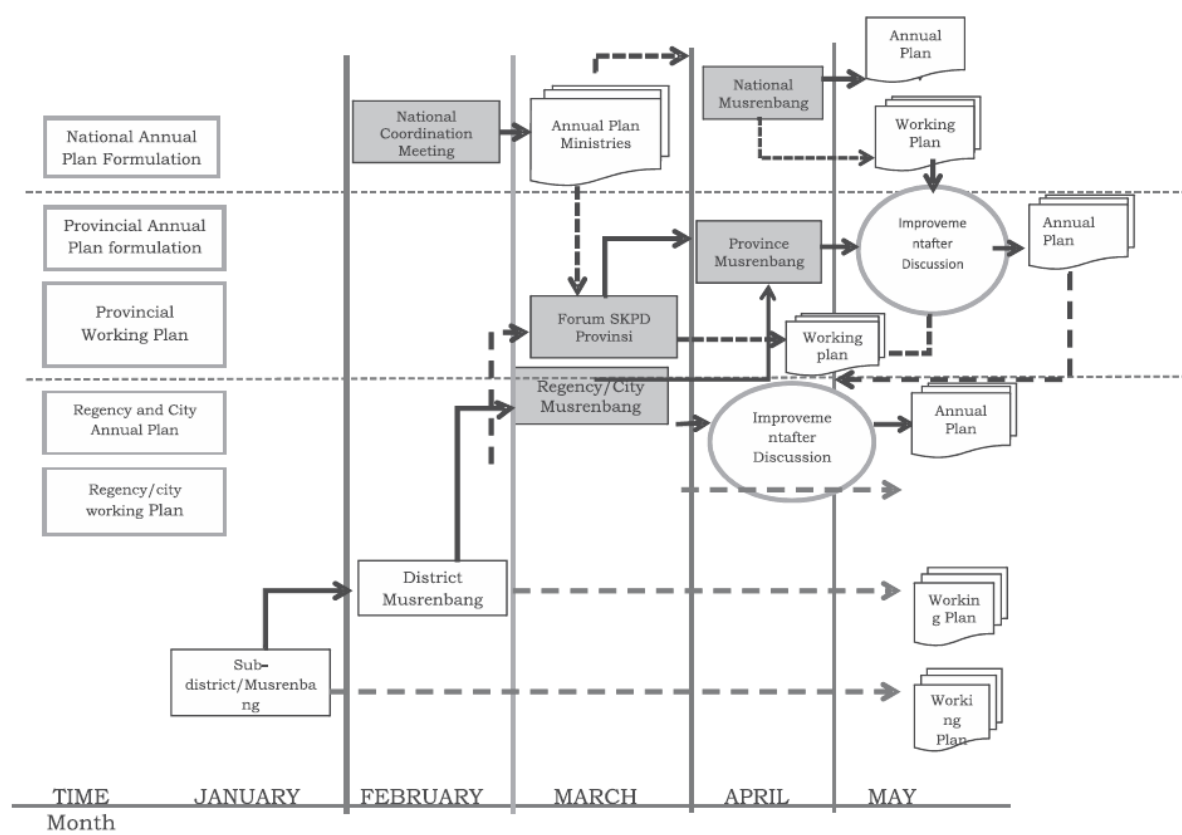 Annual
Plan
National
Musrenbang
National
Coordination
Meeting
Annual Plan
Ministries
Working
Plan
National Annual
Plan Formulation
Provincial Annual
Plan formulation
Province
Musrenbang
Improveme
ntafter
Discussion
Annual
Plan
Provincial
Working Plan
Forum SKPD
Provinsi
Working
plan
Regency/City
Musrenbang
Regency and City
Annual Plan
Improveme
ntafter
Discussion
Annual
Plan
Regency/city
working Plan
District
Musrenbang
Workin
g Plan
Sub-
district/Musrenba
ng
Worki
ng
Plan
TIME JANUARY FEBRUARY MARCH APRIL MAY
Month